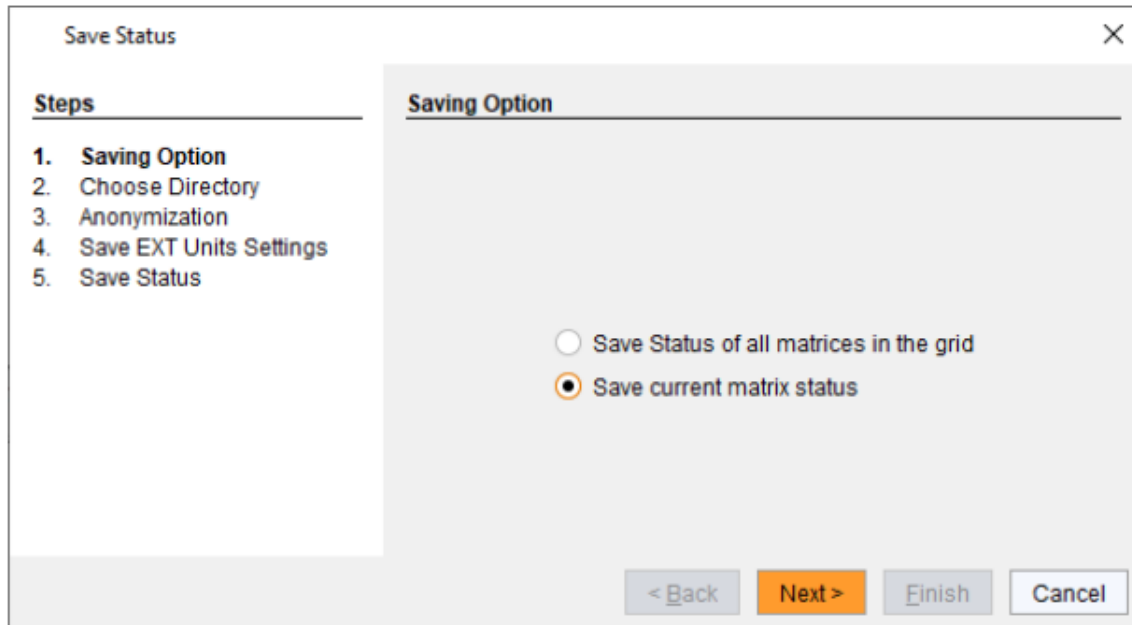 Save Status
Steps
1. Saving Option
2. Choose Directory
3. Anonymization
4. Save EXT Units Settings
5. Save Status
Saving Option
Save Status of all matrices in the grid
Save current matrix status
< Back
Next >
Finish
Cancel